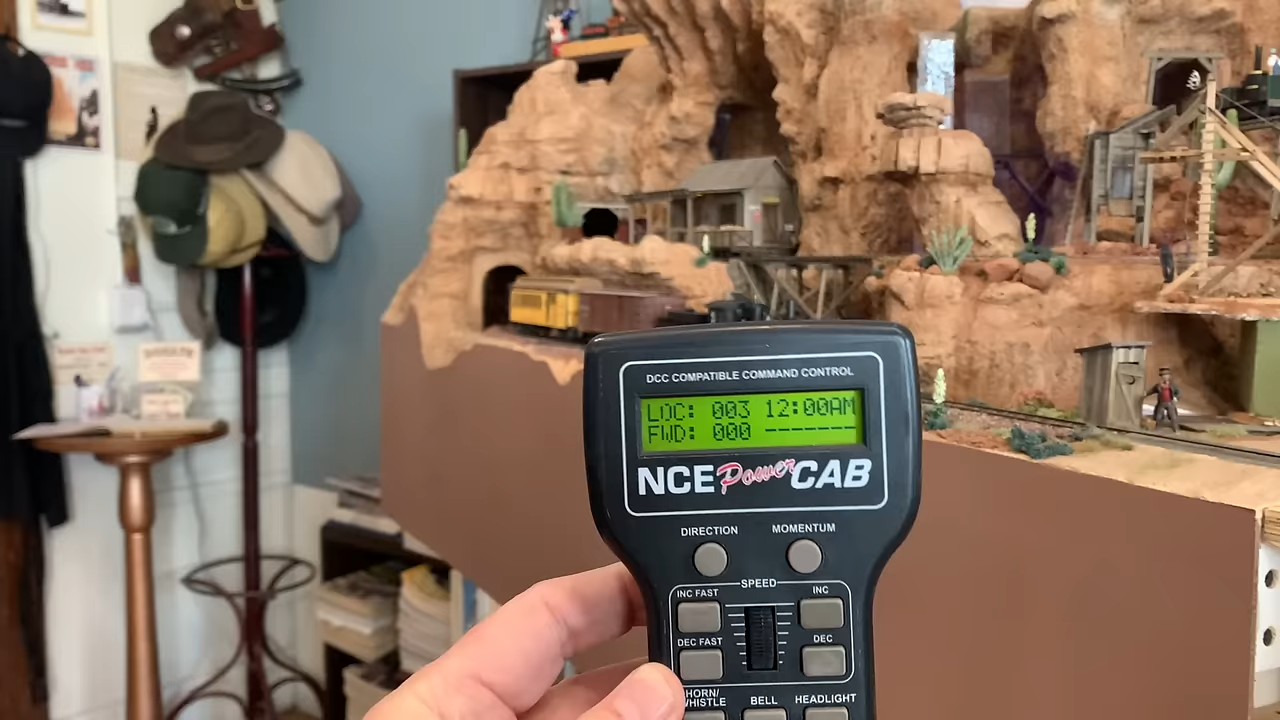 DCC COMPATIBLE COMMAND CONTROL
LOC: 003 12:00AM
FWD: 000 -------
NCE Power CAB
DIRECTION
MOMENTUM
SPEED
INC FAST
INC
DEC FAST
DEC
HORN/
WHISTLE
BELL
HEADLIGHT